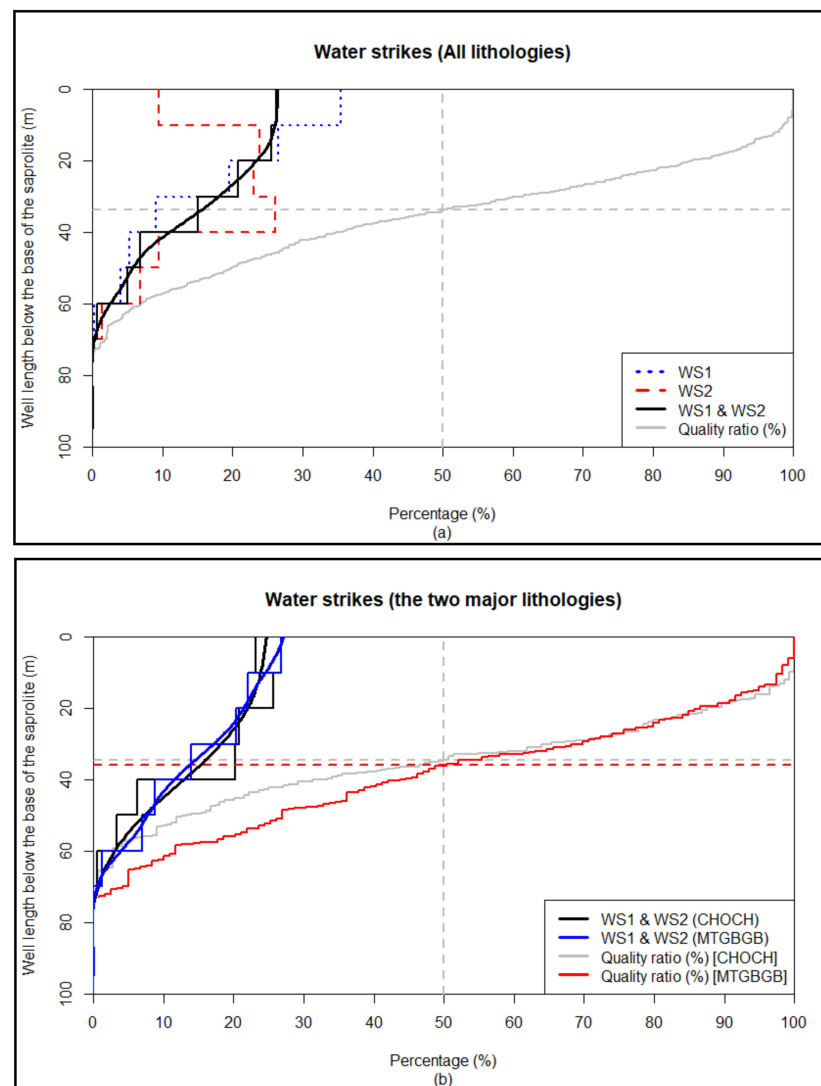 Water strikes (All lithologies)
Well length below the base of the saprolite (m)
0
20
40
60
80
100
WS1
WS2
WS1 & WS2
Quality ratio (%)
0 10 20 30 40 50 60 70 80 90 100
Percentage (%)
(a)
Water strikes (the two major lithologies)
Well length below the base of the saprolite (m)
0
20
40
60
80
100
WS1 & WS2 (CHOCH)
WS1 & WS2 (MTGBGB)
Quality ratio (%) [CHOCH]
Quality ratio (%) [MTGBGB]
0 10 20 30 40 50 60 70 80 90 100
Percentage (%)
(b)